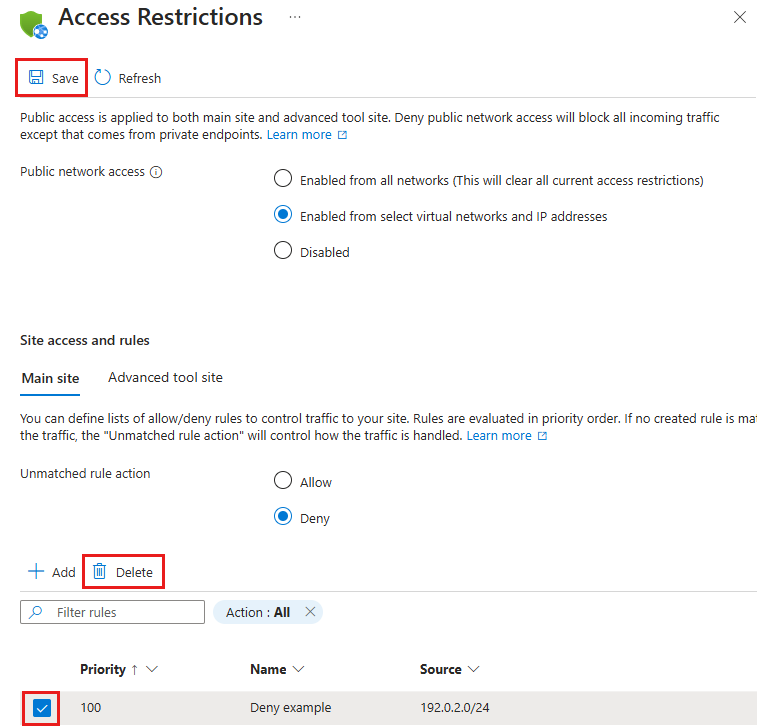 Access Restrictions ...
Save Refresh
Public access is applied to both main site and advanced tool site. Deny public network access will block all incoming traffic
except that comes from private endpoints. Learn more
Public network access
Enabled from all networks (This will clear all current access restrictions)
Enabled from select virtual networks and IP addresses
Disabled
Site access and rules
Main site Advanced tool site
You can define lists of allow/deny rules to control traffic to your site. Rules are evaluated in priority order. If no created rule is ma
the traffic, the "Unmatched rule action" will control how the traffic is handled. Learn more
Unmatched rule action
Allow
Deny
Add Delete
Filter rules Action : All
Priority ↑ Name Source
100 Deny example 192.0.2.0/24